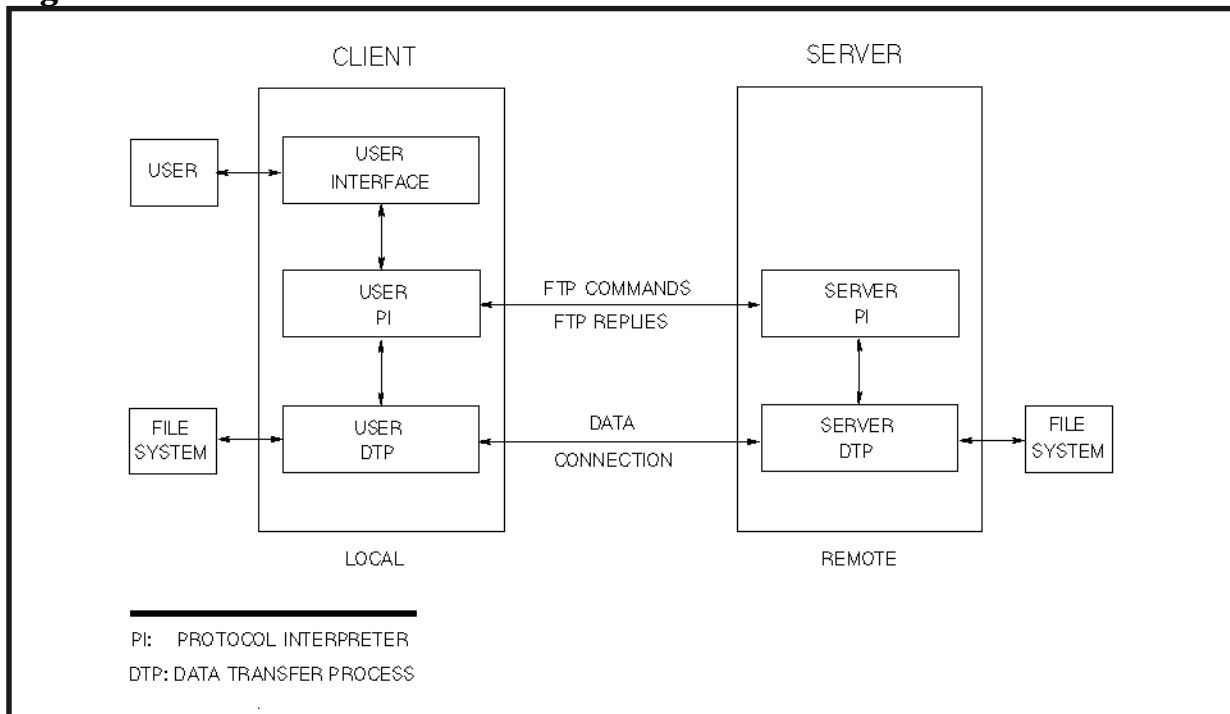 CLIENT
SERVER
USER
USER
INTERFACE
USER
PI
FTP COMMANDS
FTP REPLIES
SERVER
PI
FILE
SYSTEM
USER
DTP
DATA
CONNECTION
SERVER
DTP
FILE
SYSTEM
LOCAL
REMOTE
PI: PROTOCOL INTERPRETER
DTP: DATA TRANSFER PROCESS